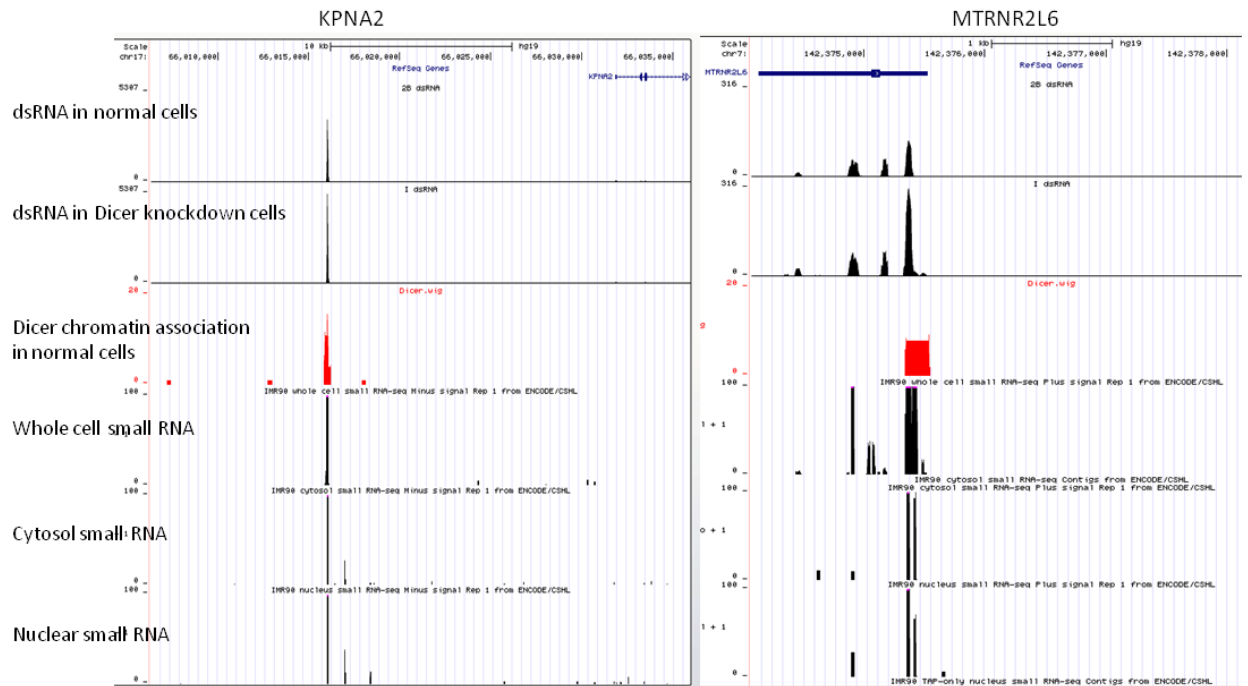 KPNA2
MTRNR2L6
Scale
10 kb
hg19
chr17:
66,010,000
66,015,000
66,020,000
66,025,000
66,030,000
66,035,000
RefSeq Genes
KPNA2
5307
2B dsRNA
dsRNA in normal cells
0
5307
I dsRNA
dsRNA in Dicer knockdown cells
0
20
Dicer.wig
Dicer chromatin association
in normal cells
0
IMR90 whole cell small RNA-seq Minus signal Rep 1 from ENCODE/CSHL
100
Whole cell small RNA
0
IMR90 cytosol small RNA-seq Minus signal Rep 1 from ENCODE/CSHL
100
Cytosol small RNA
0
IMR90 nucleus small RNA-seq Minus signal Rep 1 from ENCODE/CSHL
100
Nuclear small RNA
0
Scale
1 kb
hg19
chr7:
142,375,000
142,376,000
142,377,000
142,378,000
RefSeq Genes
MTRNR2L6
2B dsRNA
316
0
316
I dsRNA
0
20
Dicer.wig
0
IMR90 whole cell small RNA-seq Plus signal Rep 1 from ENCODE/CSHL
100
l + 1
0
IMR90 cytosol small RNA-seq Contigs from ENCODE/CSHL
IMR90 cytosol small RNA-seq Plus signal Rep 1 from ENCODE/CSHL
100
o + 1
0
IMR90 nucleus small RNA-seq Plus signal Rep 1 from ENCODE/CSHL
100
l + 1
0
IMR90 TAP-only nucleus small RNA-seq Contigs from ENCODE/CSHL